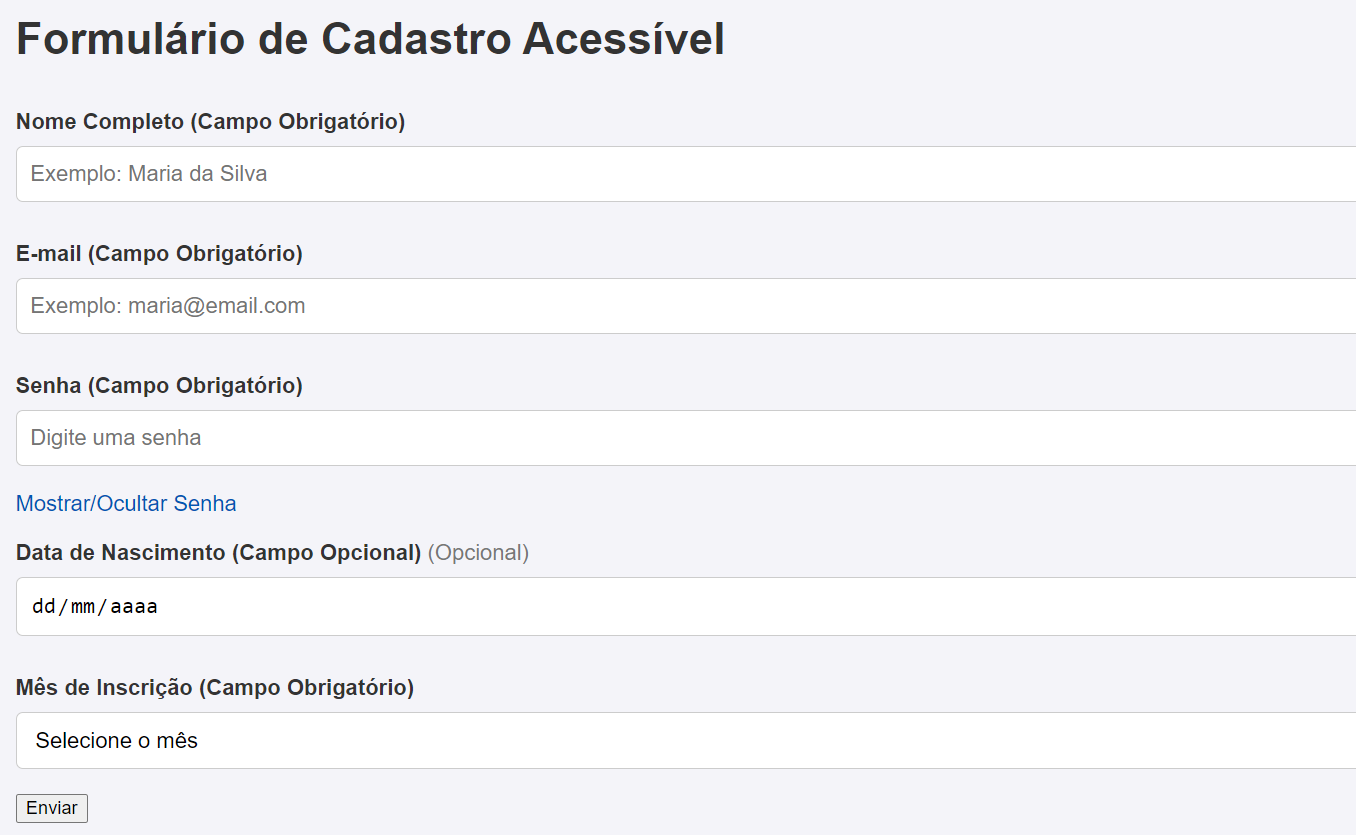 Formulário de Cadastro Acessível
Nome Completo (Campo Obrigatório)
Exemplo: Maria da Silva
E-mail (Campo Obrigatório)
Exemplo: maria@email.com
Senha (Campo Obrigatório)
Digite uma senha
Mostrar/Ocultar Senha
Data de Nascimento (Campo Opcional) (Opcional)
dd/mm/aaaa
Mês de Inscrição (Campo Obrigatório)
Selecione o mês
Enviar